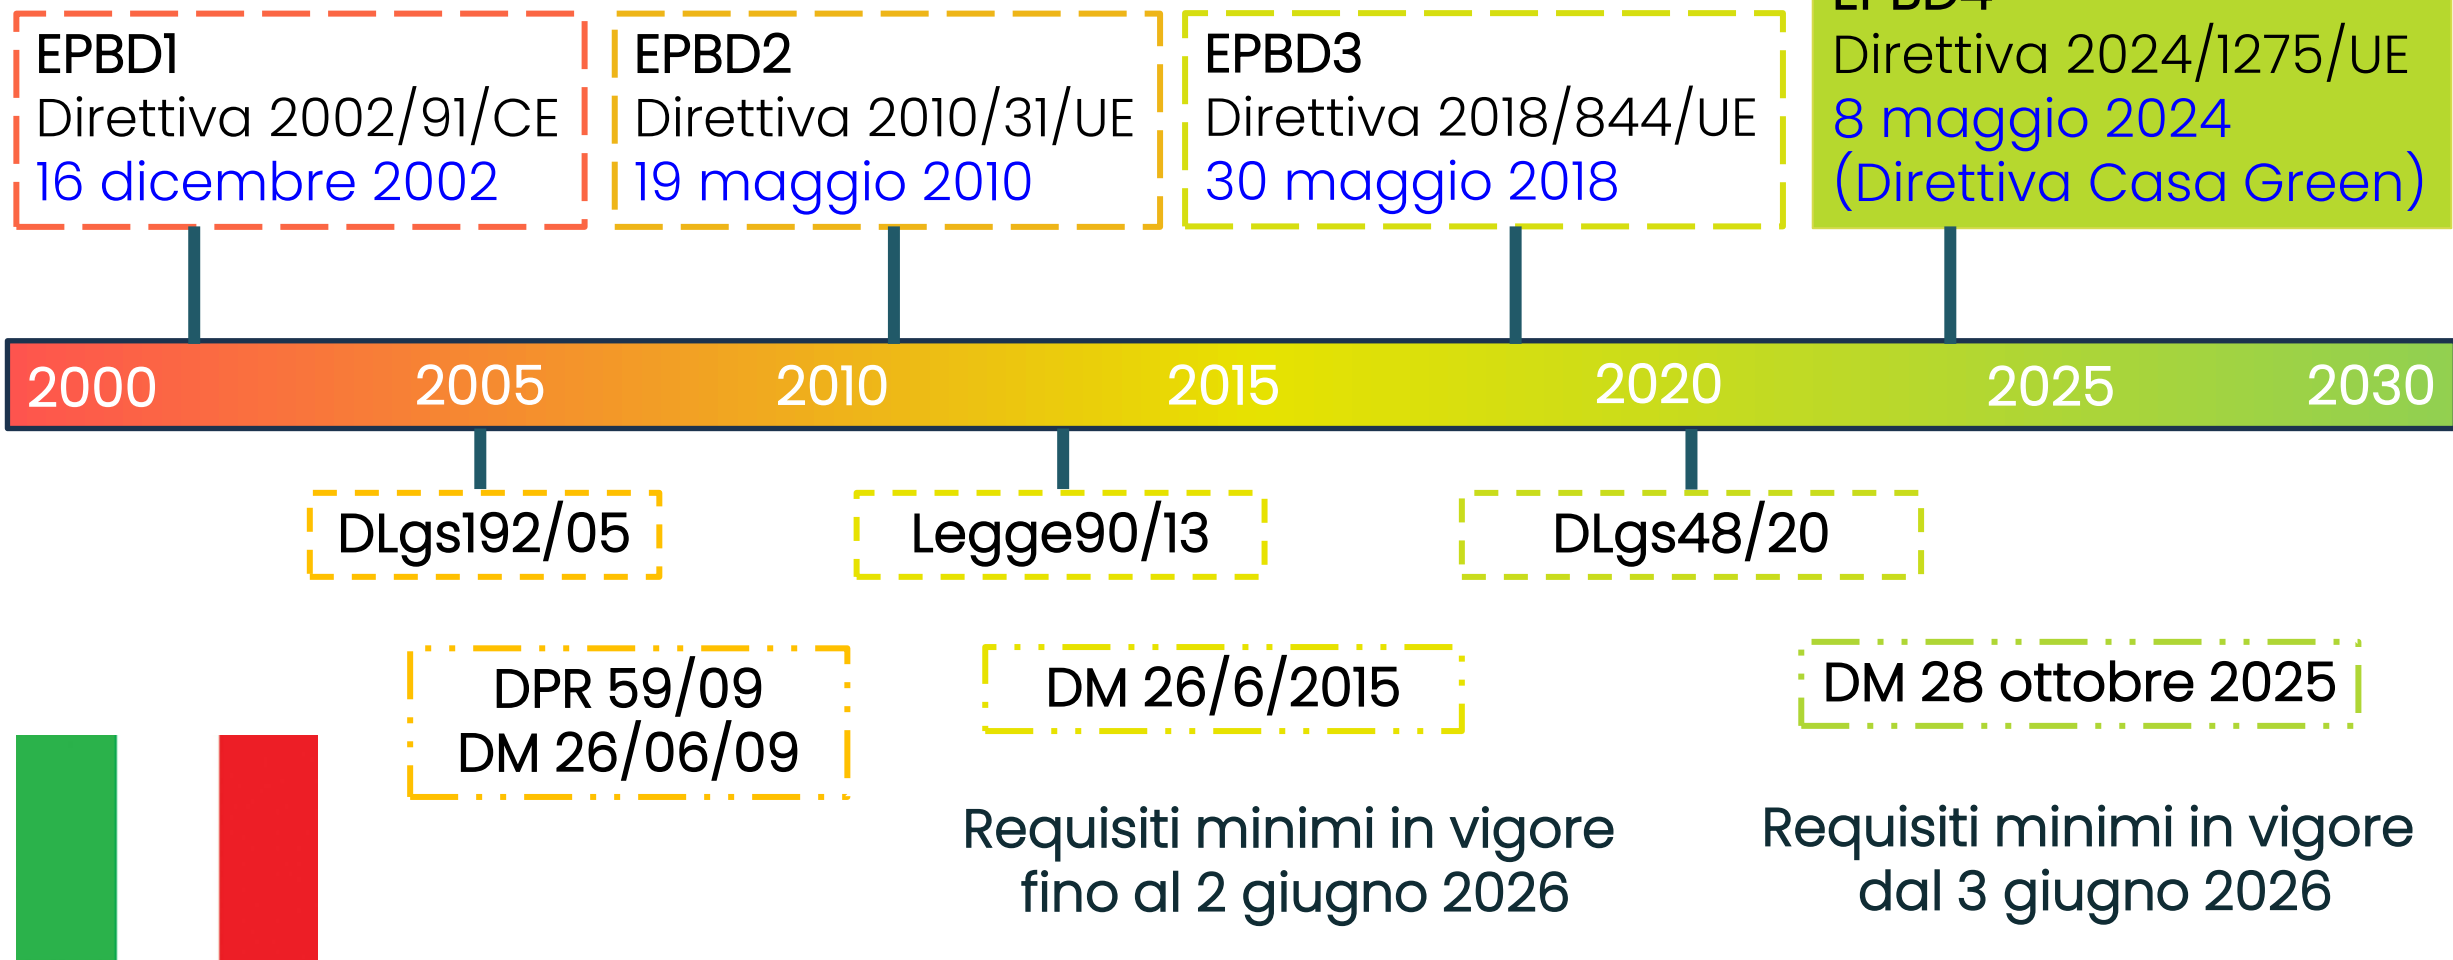 EPBD1
Direttiva 2002/91/CE
16 dicembre 2002
EPBD2
Direttiva 2010/31/UE
19 maggio 2010
EPBD3
Direttiva 2018/844/UE
30 maggio 2018
EPBD4
Direttiva 2024/1275/UE
8 maggio 2024
(Direttiva Casa Green)
2000 2005 2010 2015 2020 2025 2030
DLgs192/05
Legge90/13
DLgs48/20
DPR 59/09
DM 26/06/09
DM 26/6/2015
DM 28 ottobre 2025
Requisiti minimi in vigore
fino al 2 giugno 2026
Requisiti minimi in vigore
dal 3 giugno 2026